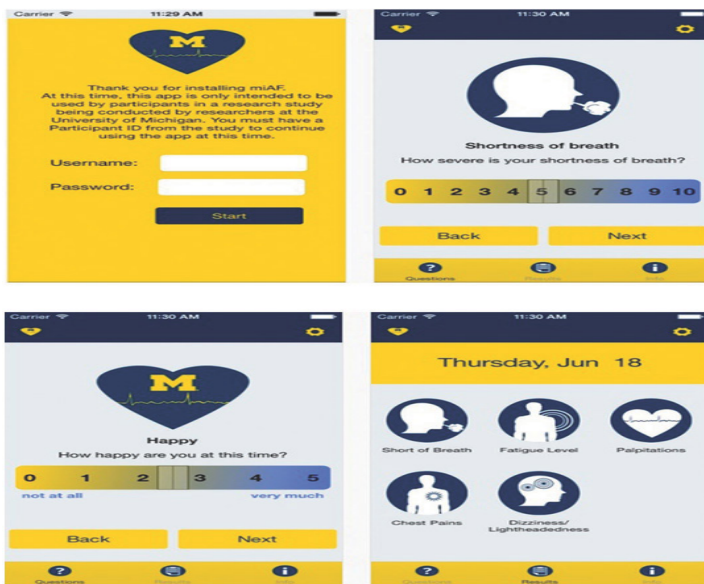 Carrier 11:29 AM
M
Thank you for installing miAF.
At this time, this app is only intended to be
used by participants in a research study
being conducted by researchers at the
University of Michigan. You must have a
Participant ID from the study to continue
using the app at this time.
Username:
Password:
Start
Carrier 11:30 AM
Shortness of breath
How severe is your shortness of breath?
0 1 2 3 4 5 6 7 8 9 10
Back Next
Questions Results Info
Carrier 11:30 AM
M
Happy
How happy are you at this time?
0 1 2 3 4 5
not at all very much
Back Next
Questions Results Info
Carrier 11:30 AM
Thursday, Jun 18
Short of Breath Fatigue Level Palpitations
Chest Pains Dizziness/
Lightheadedness
Questions Results Info